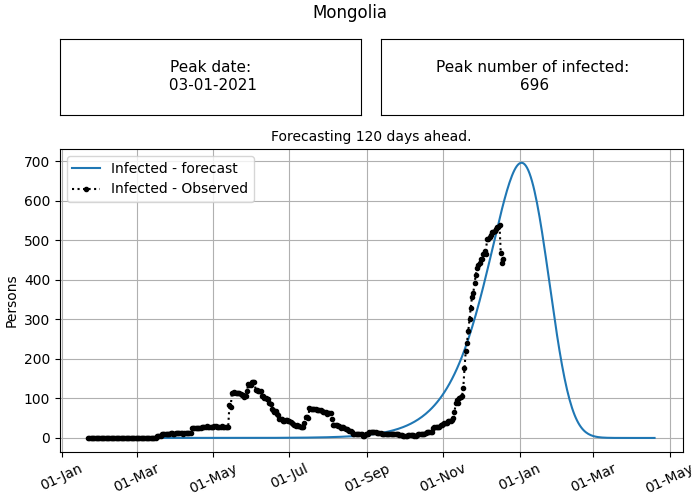 Mongolia
Peak date:
03-01-2021
Peak number of infected:
696
Forecasting 120 days ahead.
Infected - forecast
Infected - Observed
Persons
700
600
500
400
300
200
100
0
01-Jan
01-Mar
01-May
01-Jul
01-Sep
01-Nov
01-Jan
01-Mar
01-May